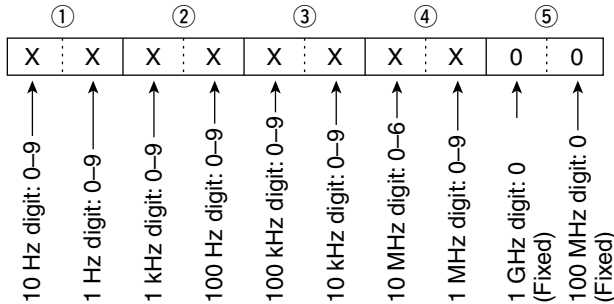 ① ② ③ ④ ⑤
X X X X X X X X 0 0
10 Hz digit: 0–9
1 Hz digit: 0–9
1 kHz digit: 0–9
100 Hz digit: 0–9
100 kHz digit: 0–9
10 kHz digit: 0–9
10 MHz digit: 0–6
1 MHz digit: 0–9
1 GHz digit: 0
(Fixed)
100 MHz digit: 0
(Fixed)